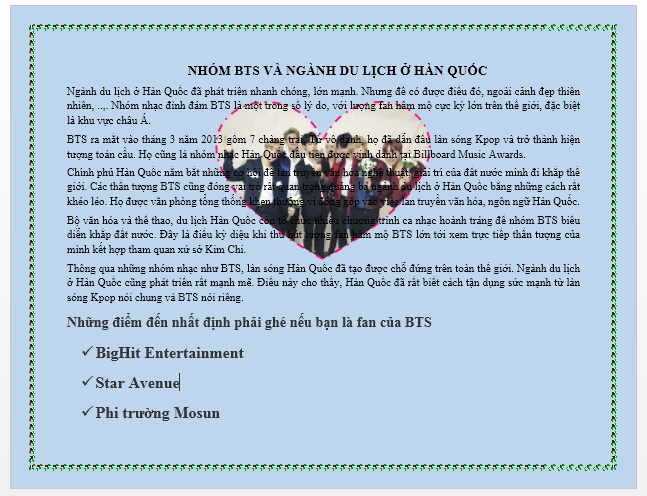 NHÓM BTS VÀ NGÀNH DU LỊCH Ở HÀN QUỐC
Ngành du lịch ở Hàn Quốc đã phát triển nhanh chóng, lớn mạnh. Nhưng để có được điều đó, ngoài cảnh đẹp thiên
nhiên, ..,. Nhóm nhạc đình đám BTS là một trong số lý do, với lượng fan hâm mộ cực kỳ lớn trên thế giới, đặc biệt
là khu vực châu Á.
BTS ra mắt vào tháng 3 năm 2013 gồm 7 chàng trai. Từ vô danh, họ đã dẫn đầu làn sóng Kpop và trở thành hiện
tượng toàn cầu. Họ cũng là nhóm nhạc Hàn Quốc đầu tiên được vinh danh tại Billboard Music Awards.
Chính phủ Hàn Quốc nắm bắt những cơ hội để lan truyền văn hóa nghệ thuật, giải trí của đất nước mình đi khắp thế
giới. Các thần tượng BTS cũng đóng vai trò rất quan trọng quảng bá ngành du lịch ở Hàn Quốc bằng những cách rất
khéo léo. Họ được văn phòng tổng thống khen thưởng vì đóng góp vào việc lan truyền văn hóa, ngôn ngữ Hàn Quốc.
Bộ văn hóa và thể thao, du lịch Hàn Quốc còn tổ chức nhiều chương trình ca nhạc hoành tráng để nhóm BTS biểu
diễn khắp đất nước. Đây là điều kỳ diệu khi thu hút lượng fan hâm mộ BTS lớn tới xem trực tiếp thần tượng của
mình kết hợp tham quan xứ sở Kim Chi.
Thông qua những nhóm nhạc như BTS, làn sóng Hàn Quốc đã tạo được chỗ đứng trên toàn thế giới. Ngành du lịch
ở Hàn Quốc cũng phát triển rất mạnh mẽ. Điều này cho thấy, Hàn Quốc đã rất biết cách tận dụng sức mạnh từ làn
sóng Kpop nói chung và BTS nói riêng.
Những điểm đến nhất định phải ghé nếu bạn là fan của BTS
✓ BigHit Entertainment
✓ Star Avenue
✓ Phi trường Mosun